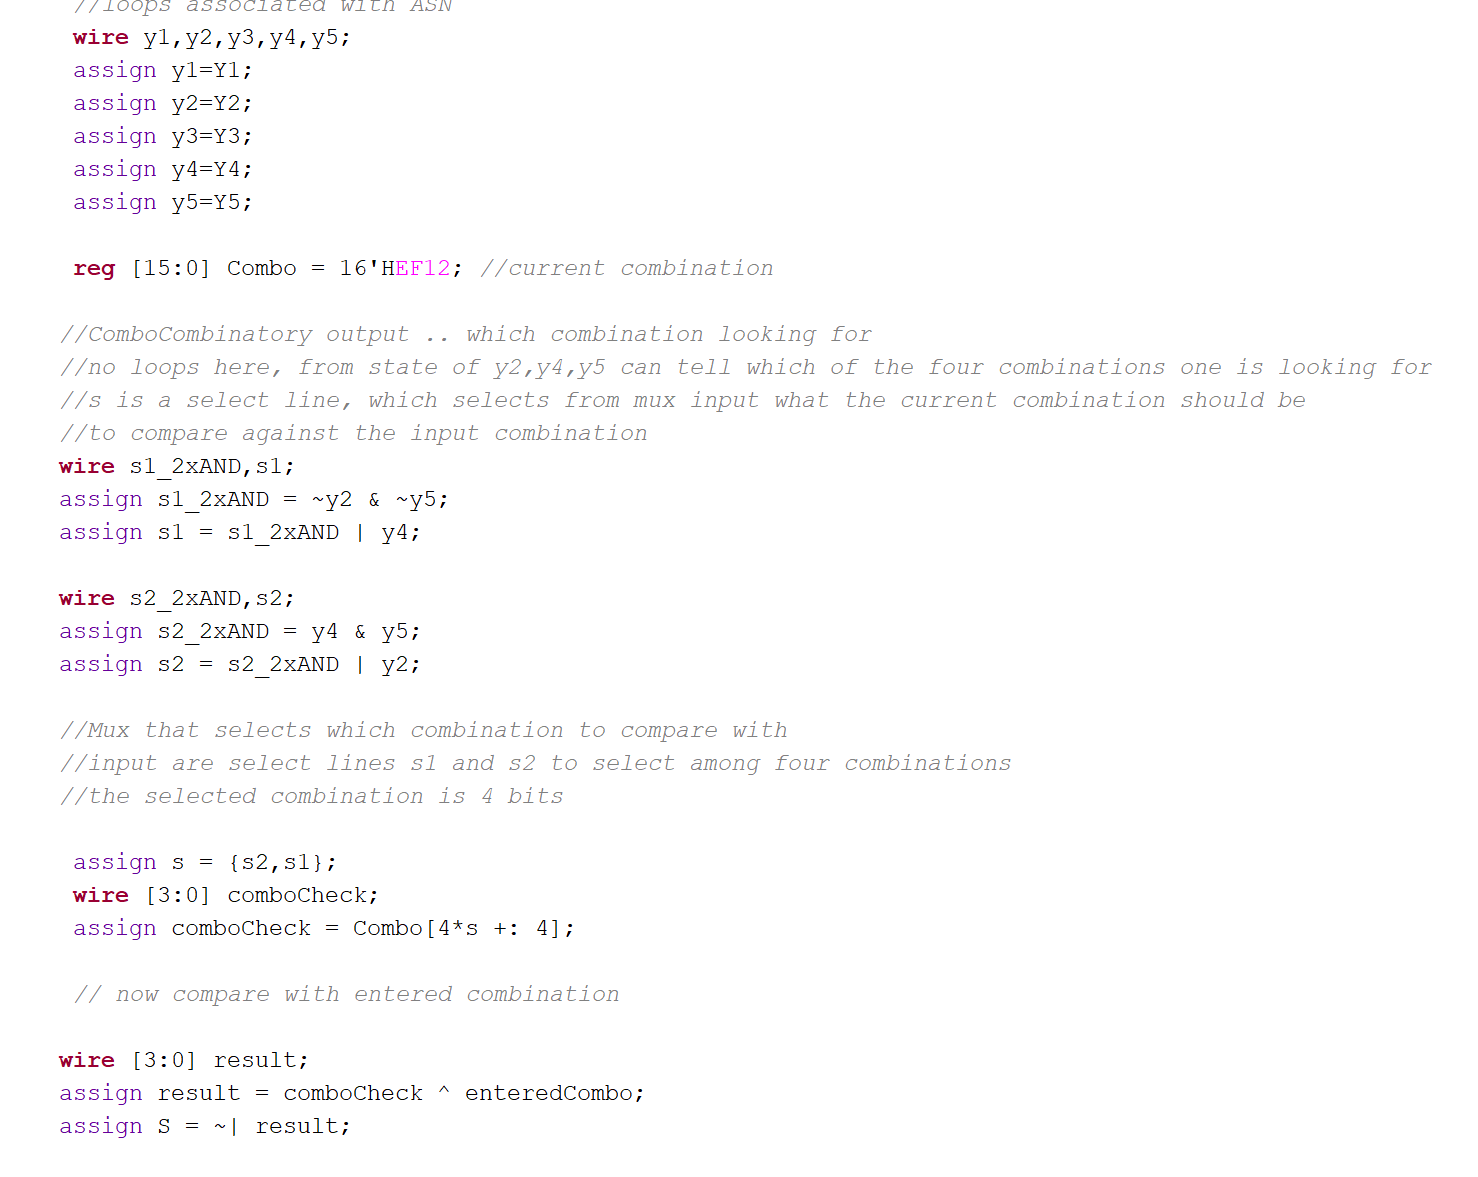 //loops associated with ASN
wire y1,y2,y3,y4,y5;
assign y1=Y1;
assign y2=Y2;
assign y3=Y3;
assign y4=Y4;
assign y5=Y5;
reg [15:0] Combo = 16'HEF12; //current combination
//ComboCombinatory output .. which combination looking for
//no loops here, from state of y2,y4,y5 can tell which of the four combinations one is looking for
//s is a select line, which selects from mux input what the current combination should be
//to compare against the input combination
wire s1_2xAND,s1;
assign s1_2xAND = ~y2 & ~y5;
assign s1 = s1_2xAND | y4;
wire s2_2xAND,s2;
assign s2_2xAND = y4 & y5;
assign s2 = s2_2xAND | y2;
//Mux that selects which combination to compare with
//input are select lines s1 and s2 to select among four combinations
//the selected combination is 4 bits
assign s = {s2,s1};
wire [3:0] comboCheck;
assign comboCheck = Combo[4*s +: 4];
// now compare with entered combination
wire [3:0] result;
assign result = comboCheck ^ enteredCombo;
assign S = ~| result;